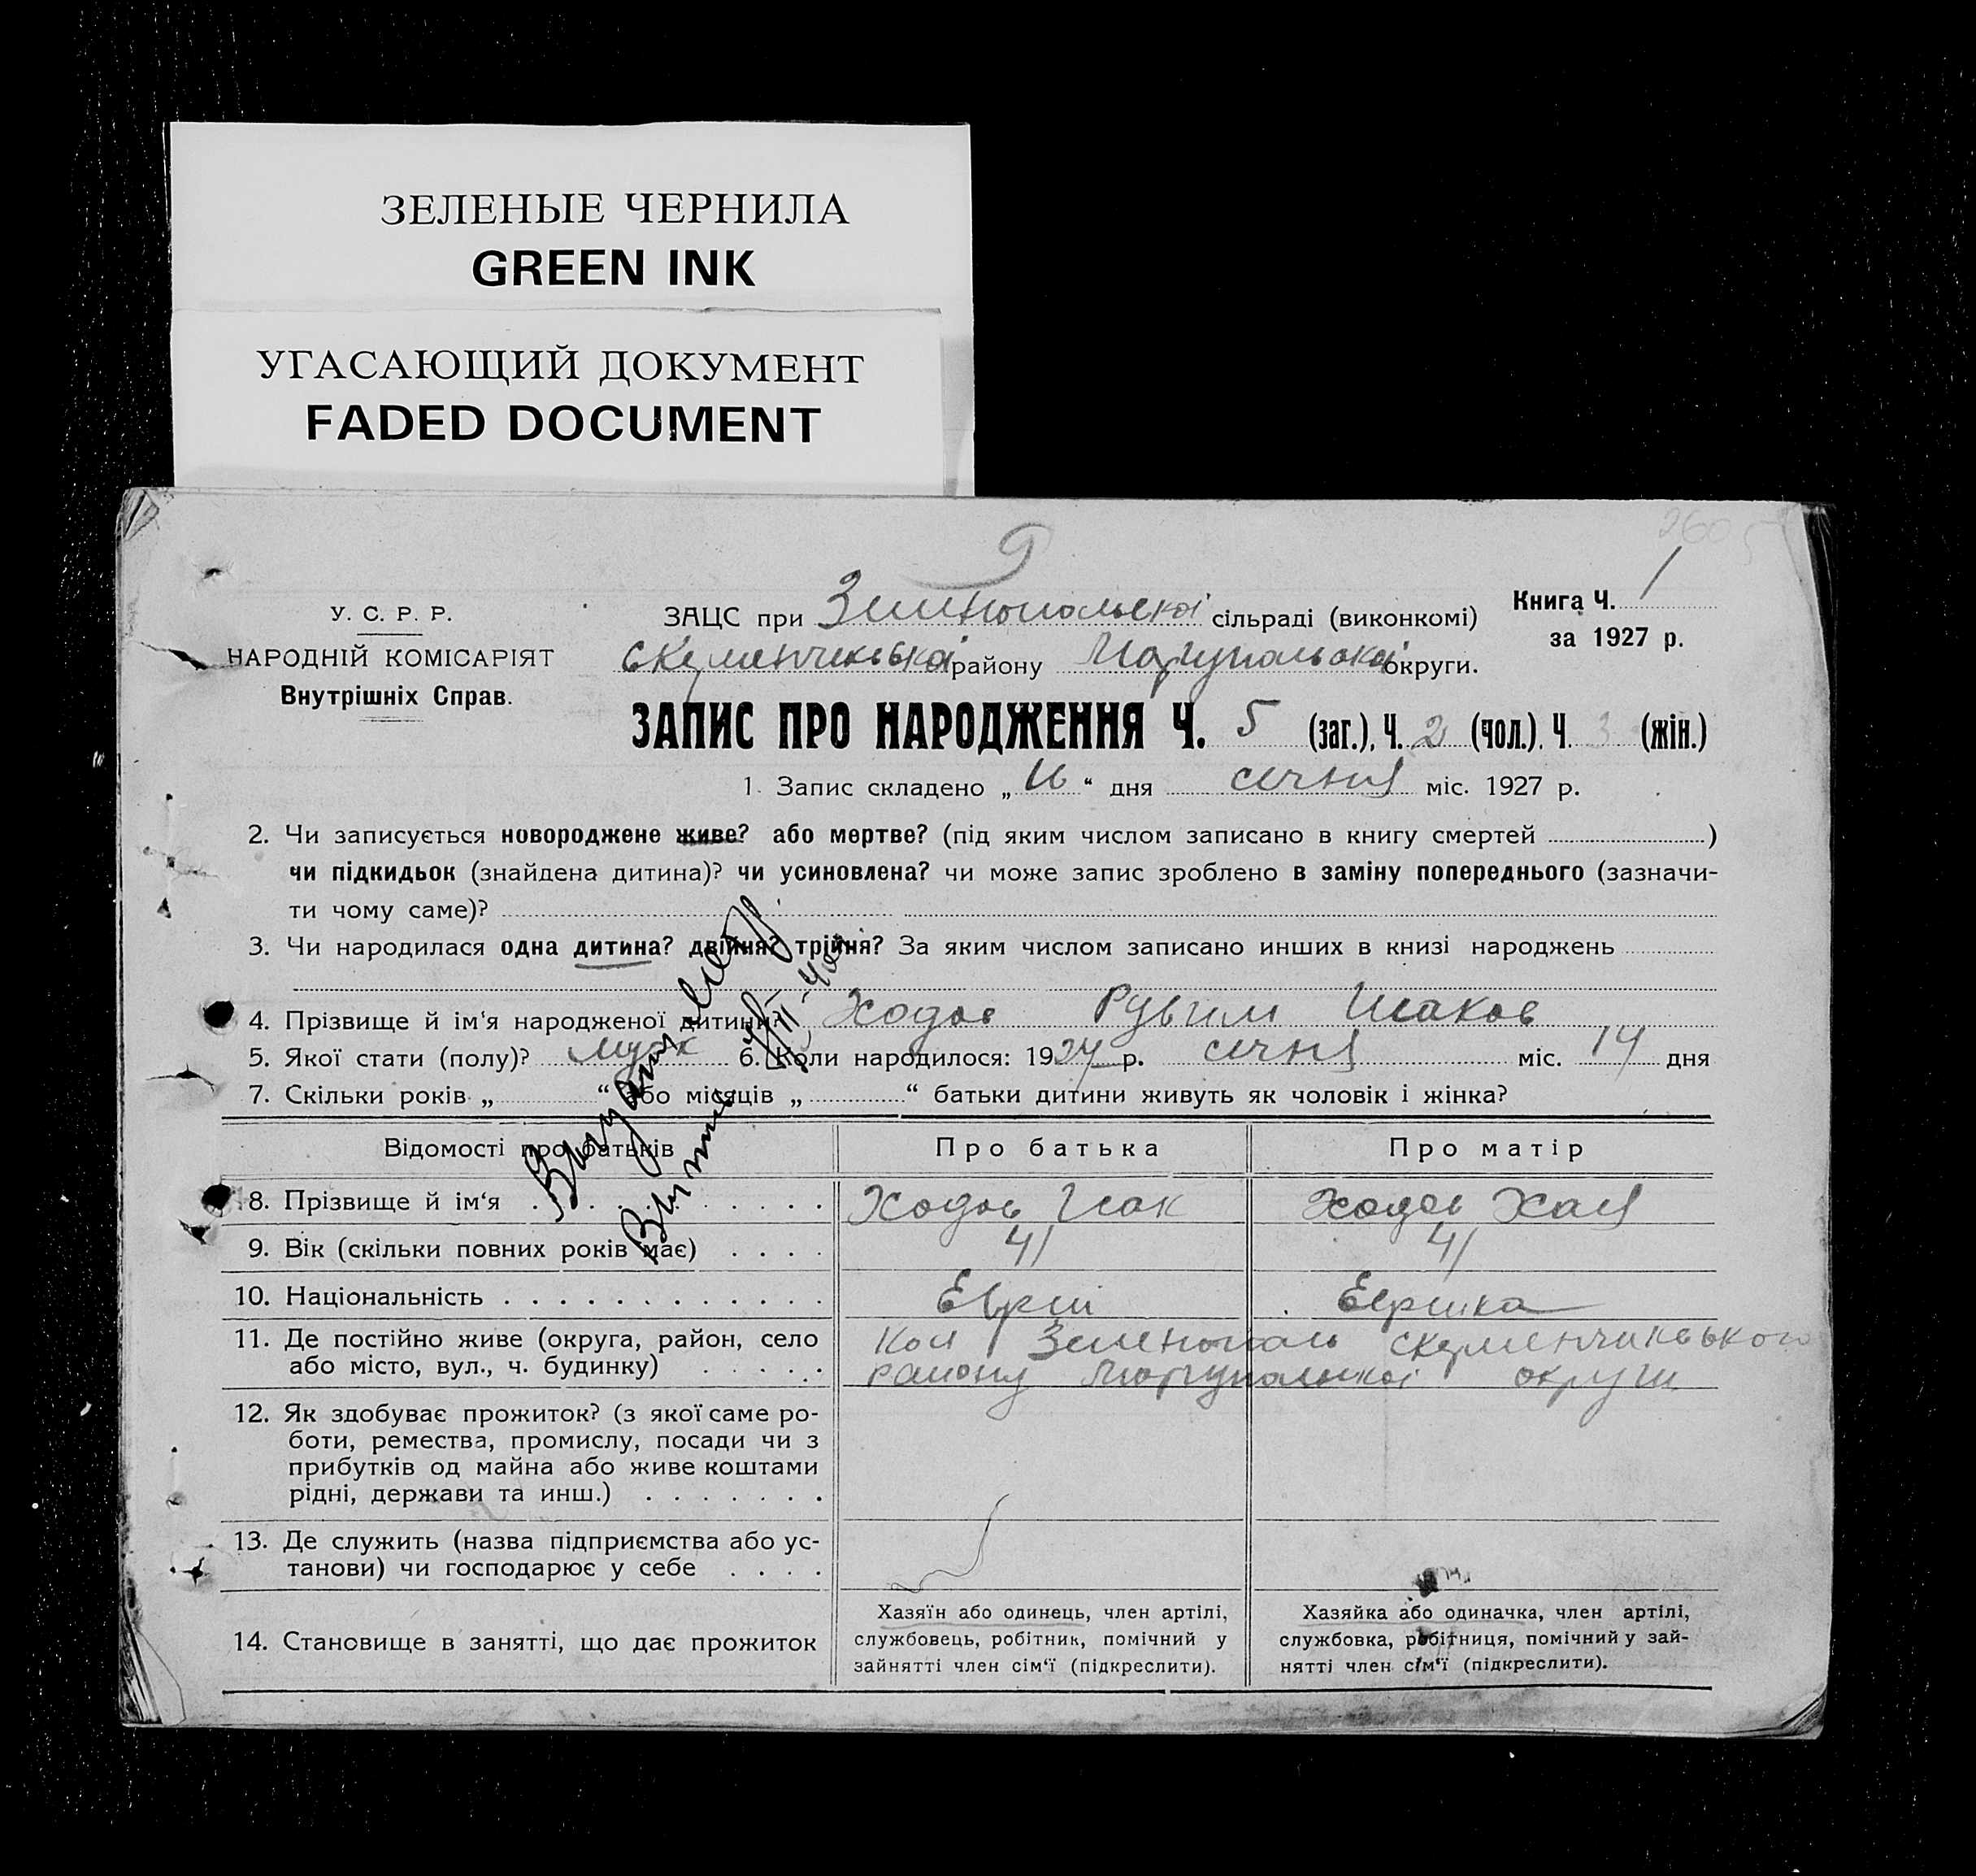 ЗЕЛЕНЫЕ ЧЕРНИЛА
GREEN INK
УГАСАЮЩИЙ ДОКУМЕНТ
FADED DOCUMENT
9
2605
У. С. Р. Р.
НАРОДНІЙ КОМІСАРІЯТ
Внутрішніх Справ.
ЗАЦС при Зеленопольскоі сільраді (виконкомі)
Книга Ч. 1
за 1927 р.
району Маріупольскоі округи.
ЗАПИС ПРО НАРОДЖЕННЯ Ч. 5 (заг.), Ч. 2 (чол.), Ч. 3 (жін.)
1. Запис складено „ “ дня січня міс. 1927 р.
2. Чи записується новороджене живе? або мертве? (під яким числом записано в книгу смертей )
чи підкидьок (знайдена дитина)? чи усиновлена? чи може запис зроблено в заміну попереднього (зазначи-
ти чому саме)?
3. Чи народилася одна дитина? двійня? трійня? За яким числом записано инших в книзі народжень
4. Прізвище й ім'я народженої дитини? Ходос Рувим Исаков
5. Якої стати (полу)? муж 6. Коли народилося: 1927 р. січня міс. 14 дня
7. Скільки років „ “ або місяців „ “ батьки дитини живуть як чоловік і жінка?
Відомості про батьків
Про батька
Про матір
8. Прізвище й ім‘я . . . . . . . . . . Ходос Исак Ходос Хая
9. Вік (скільки повних років має) . . . . 41 41
10. Національність . . . . . . . . . . . . . Еврей Еврейка
11. Де постійно живе (округа, район, село Кол Зеленополь
або місто, вул., ч. будинку) . . . . . . району Маріупольскоі округи
12. Як здобуває прожиток? (з якої саме ро-
боти, ремества, промислу, посади чи з
прибутків од майна або живе коштами
рідні, держави та инш.) . . . . . . .
13. Де служить (назва підприємства або ус-
танови) чи господарює у себе . . . .
14. Становище в занятті, що дає прожиток
Хазяїн або одинець, член артілі,
службовець, робітник, помічний у
зайнятті член сім‘ї (підкреслити).
Хазяйка або одиначка, член артілі,
службовка, робітниця, помічний у зай-
нятті член сім‘ї (підкреслити).